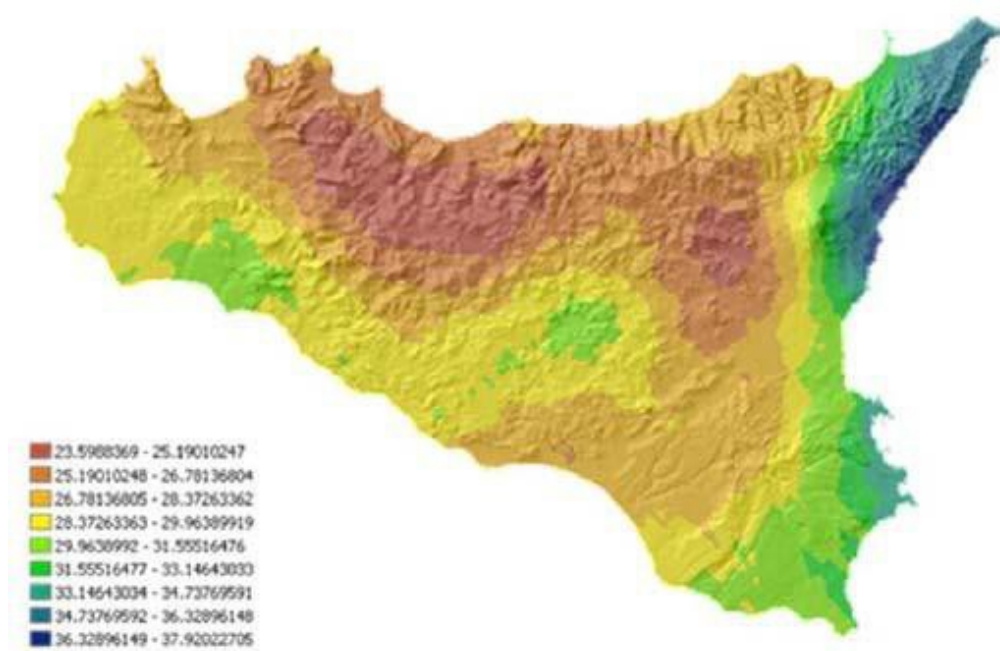 23.5988369 - 25.19010247
25.19010248 - 26.78136804
26.78136805 - 28.37263362
28.37263363 - 29.96389919
29.9638992 - 31.55516476
31.55516477 - 33.14643033
33.14643034 - 34.73769591
34.73769592 - 36.32896148
36.32896149 - 37.92022705